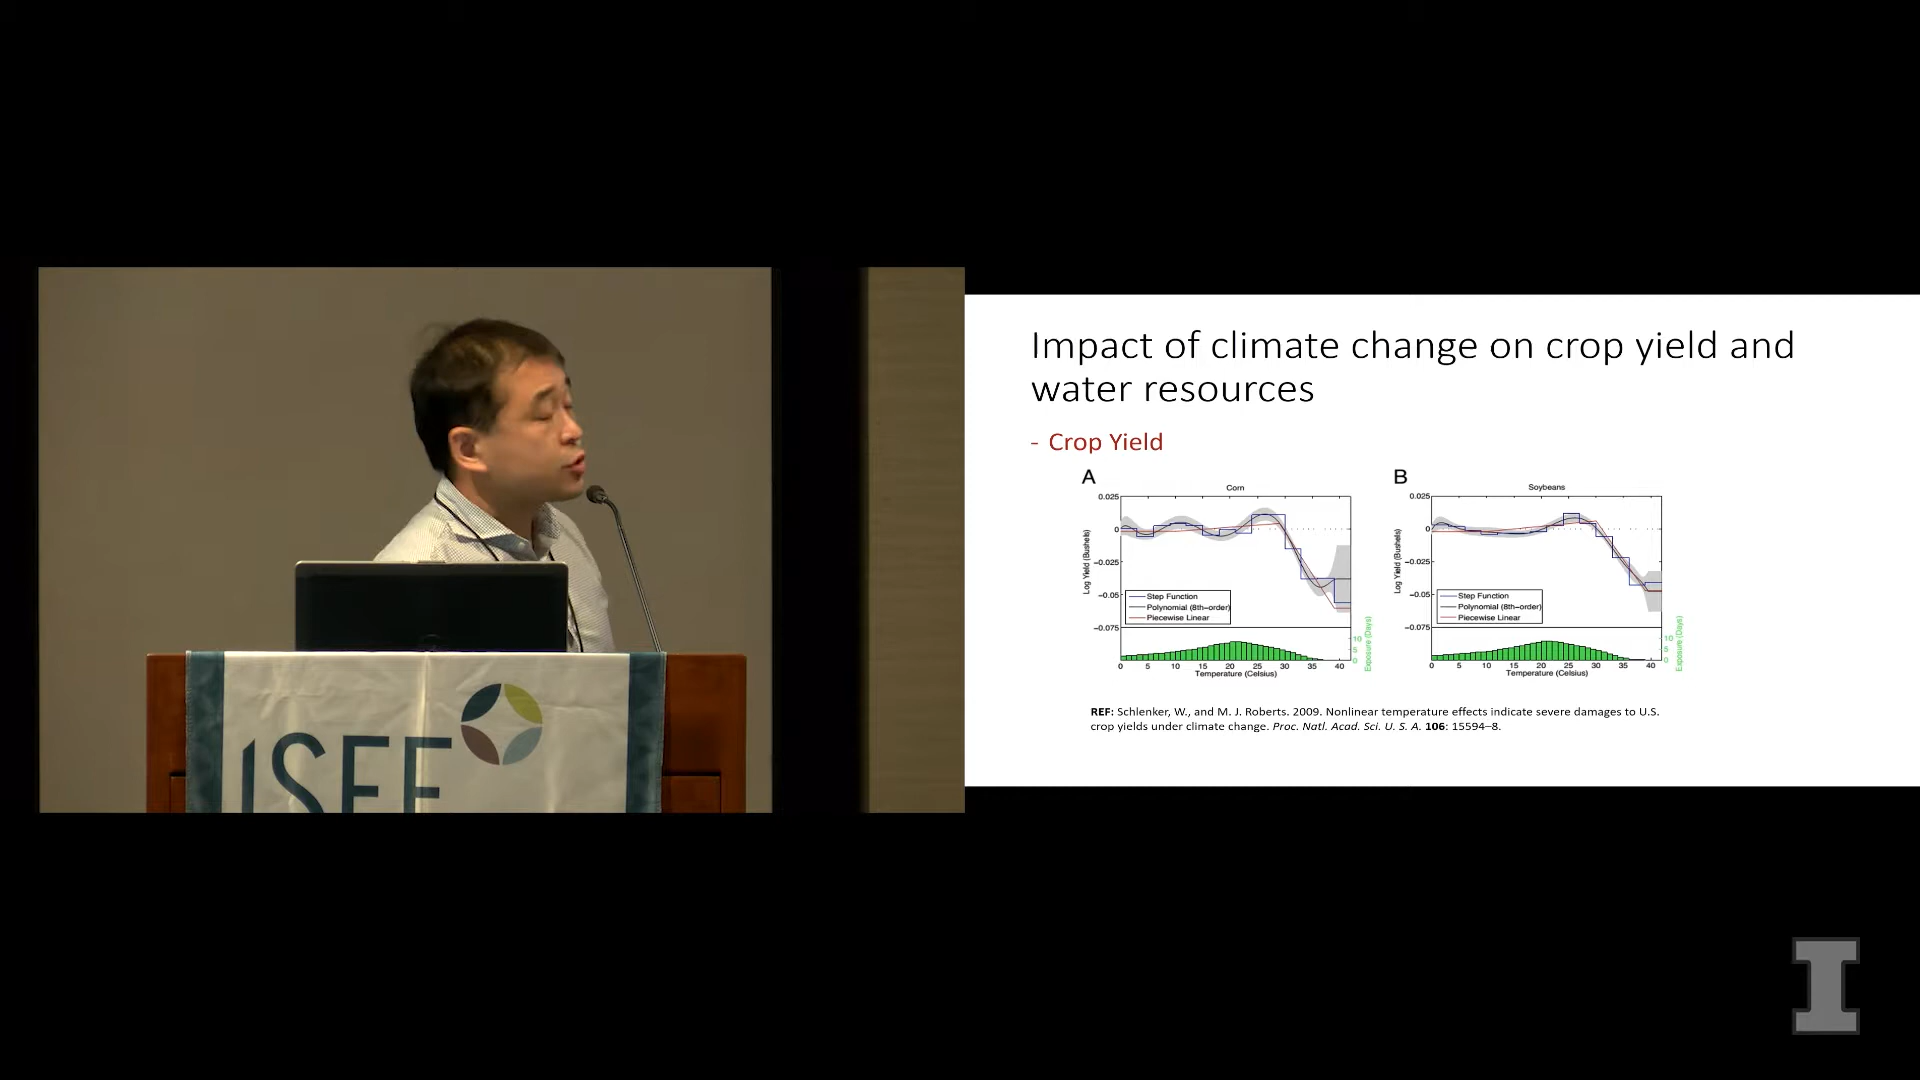 iSEE
Impact of climate change on crop yield and
water resources
- Crop Yield
A
Corn
0.025
0
−0.025
−0.05
−0.075
Log Yield (Bushels)
Step Function
Polynomial (8th−order)
Piecewise Linear
10
5
0
Exposure (Days)
0 5 10 15 20 25 30 35 40
Temperature (Celsius)
B
Soybeans
0.025
0
−0.025
−0.05
−0.075
Log Yield (Bushels)
Step Function
Polynomial (8th−order)
Piecewise Linear
10
5
0
Exposure (Days)
0 5 10 15 20 25 30 35 40
Temperature (Celsius)
REF: Schlenker, W., and M. J. Roberts. 2009. Nonlinear temperature effects indicate severe damages to U.S.
crop yields under climate change. Proc. Natl. Acad. Sci. U. S. A. 106: 15594–8.
I